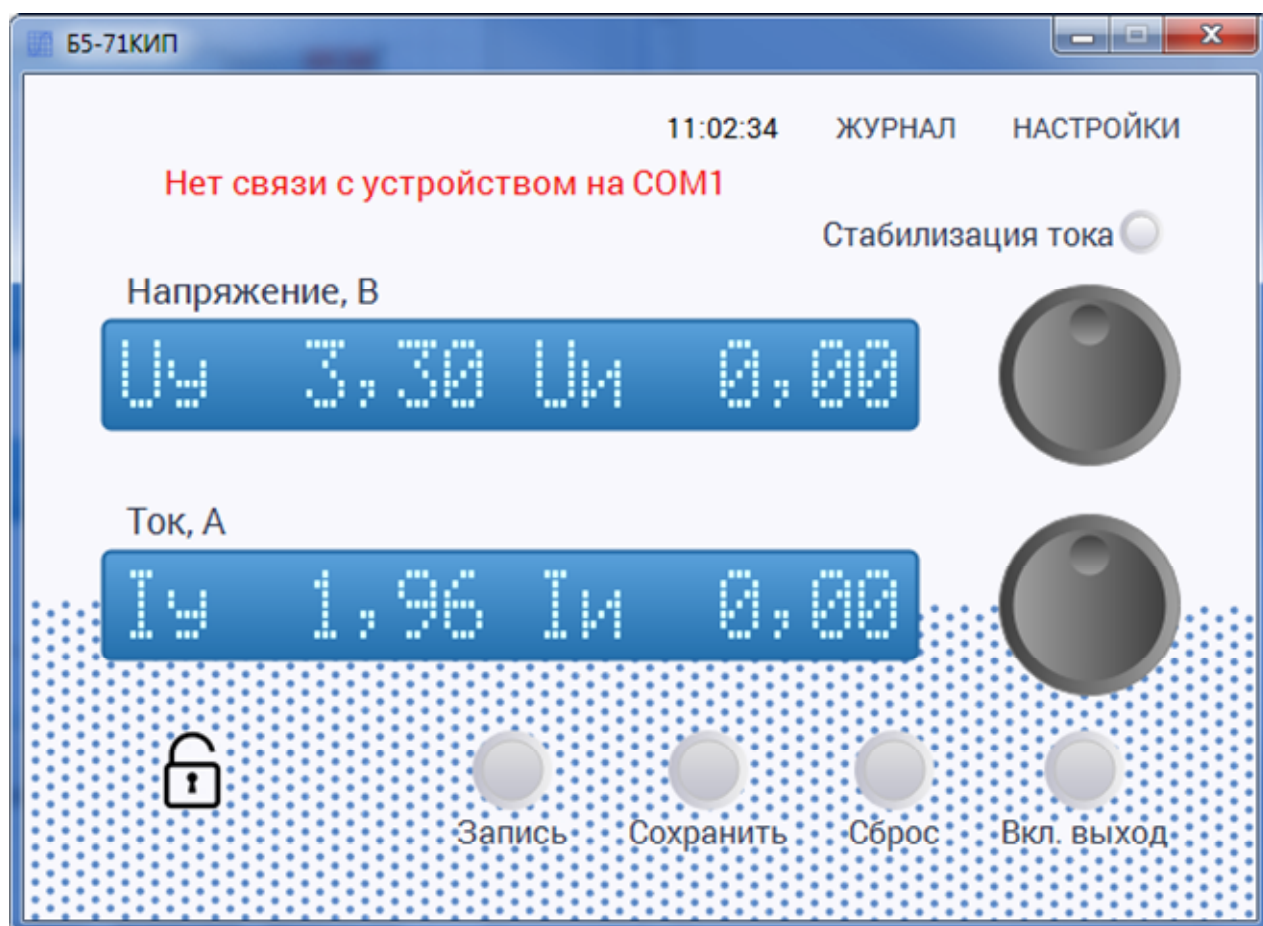 Б5-71КИП
11:02:34 ЖУРНАЛ НАСТРОЙКИ
Нет связи с устройством на COM1
Стабилизация тока
Напряжение, В
Uу 3,30 Uи 0,00
Ток, А
Iу 1,96 Iи 0,00
Запись Сохранить Сброс Вкл. выход